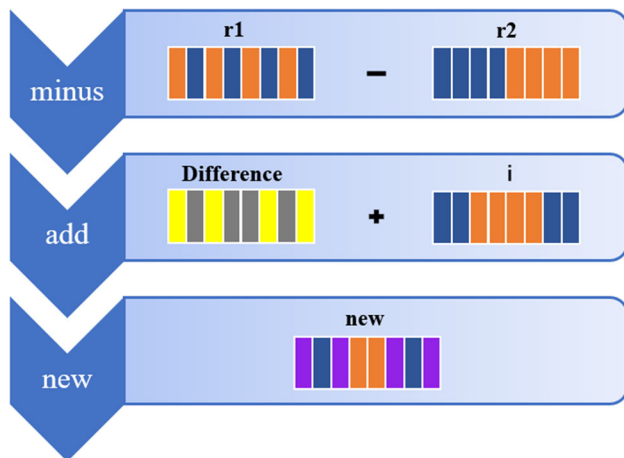 r1
r2
minus
-
Difference
i
add
+
new
new